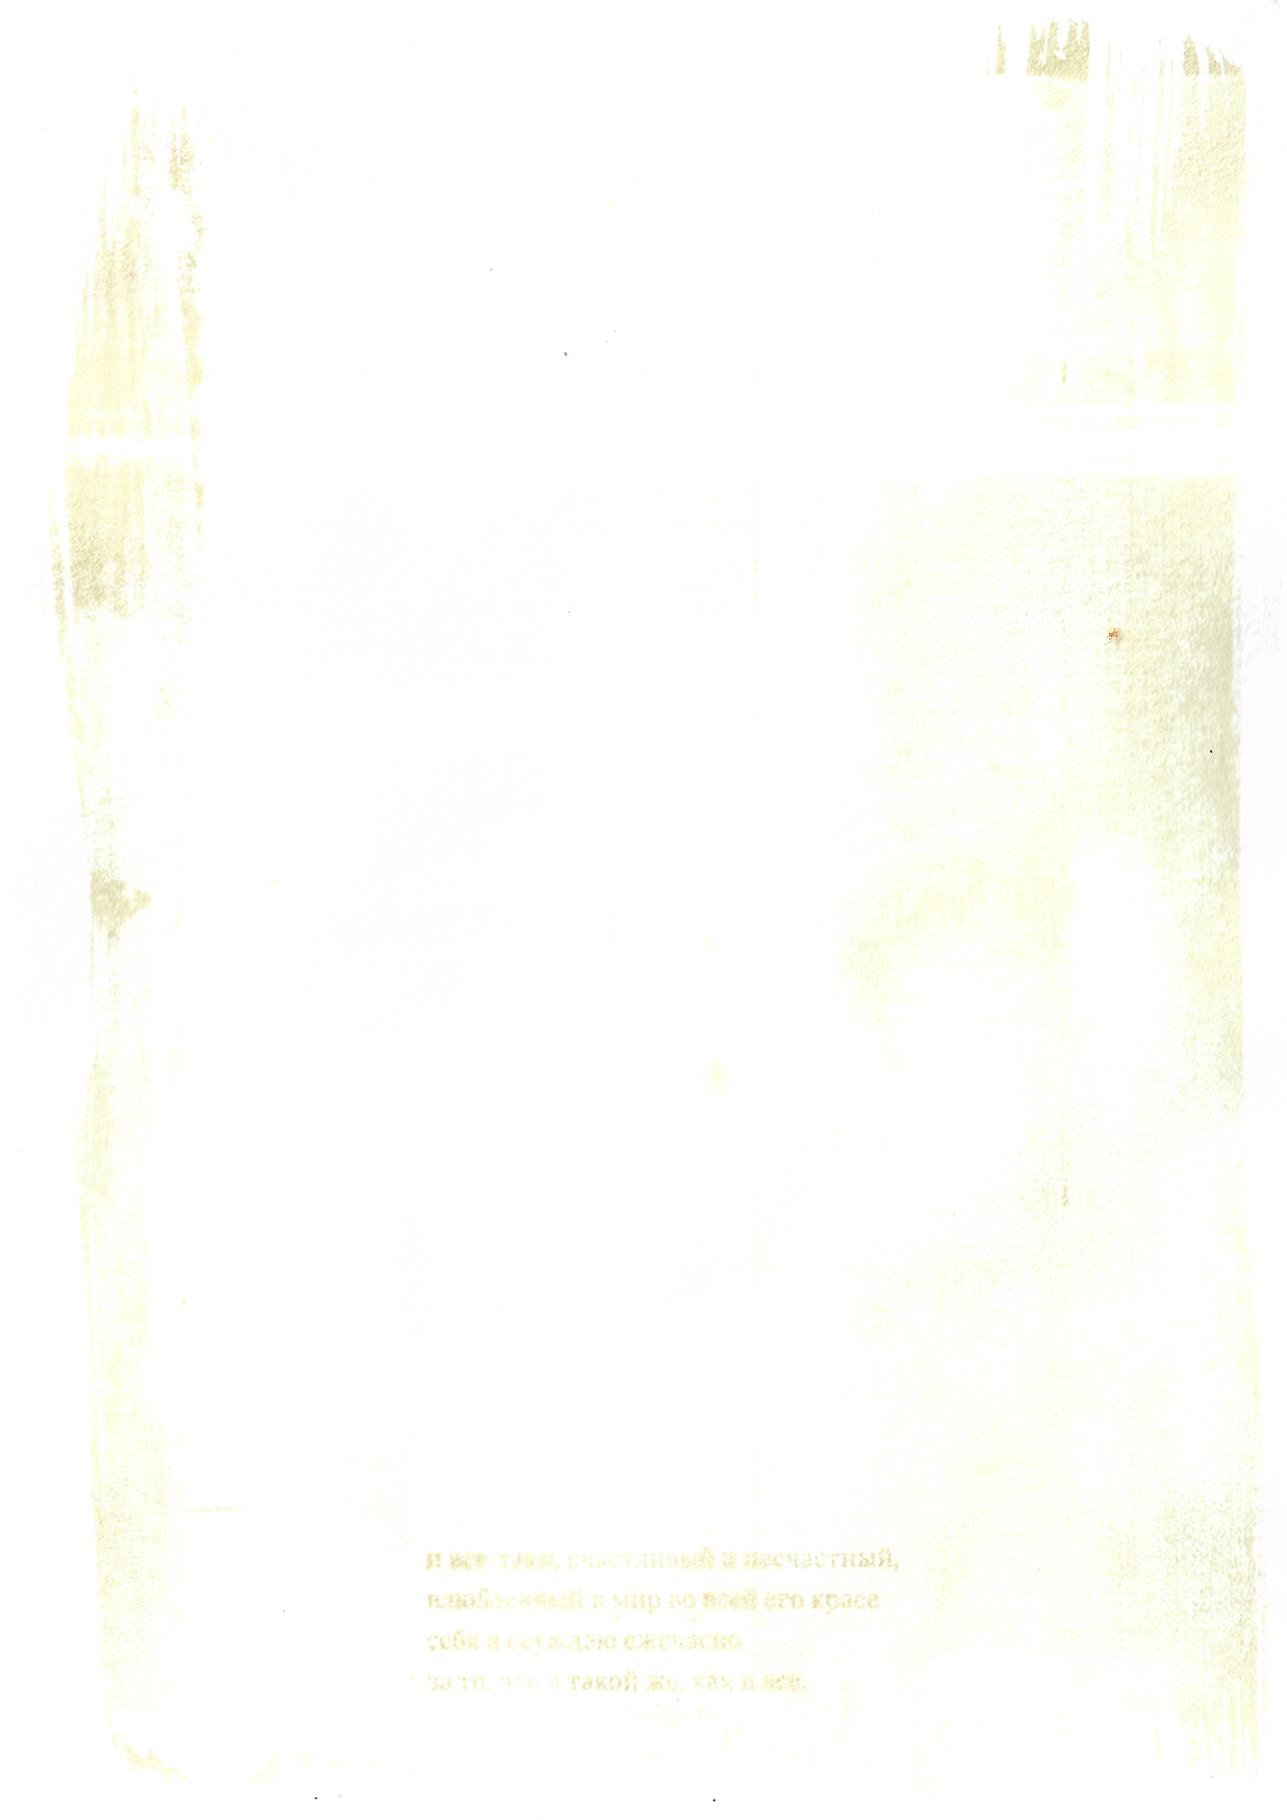 и все-таки, счастливый и несчастный,
влюбленный в мир во всей его красе
себя я осуждаю ежечасно
за то, что я такой же, как и все.